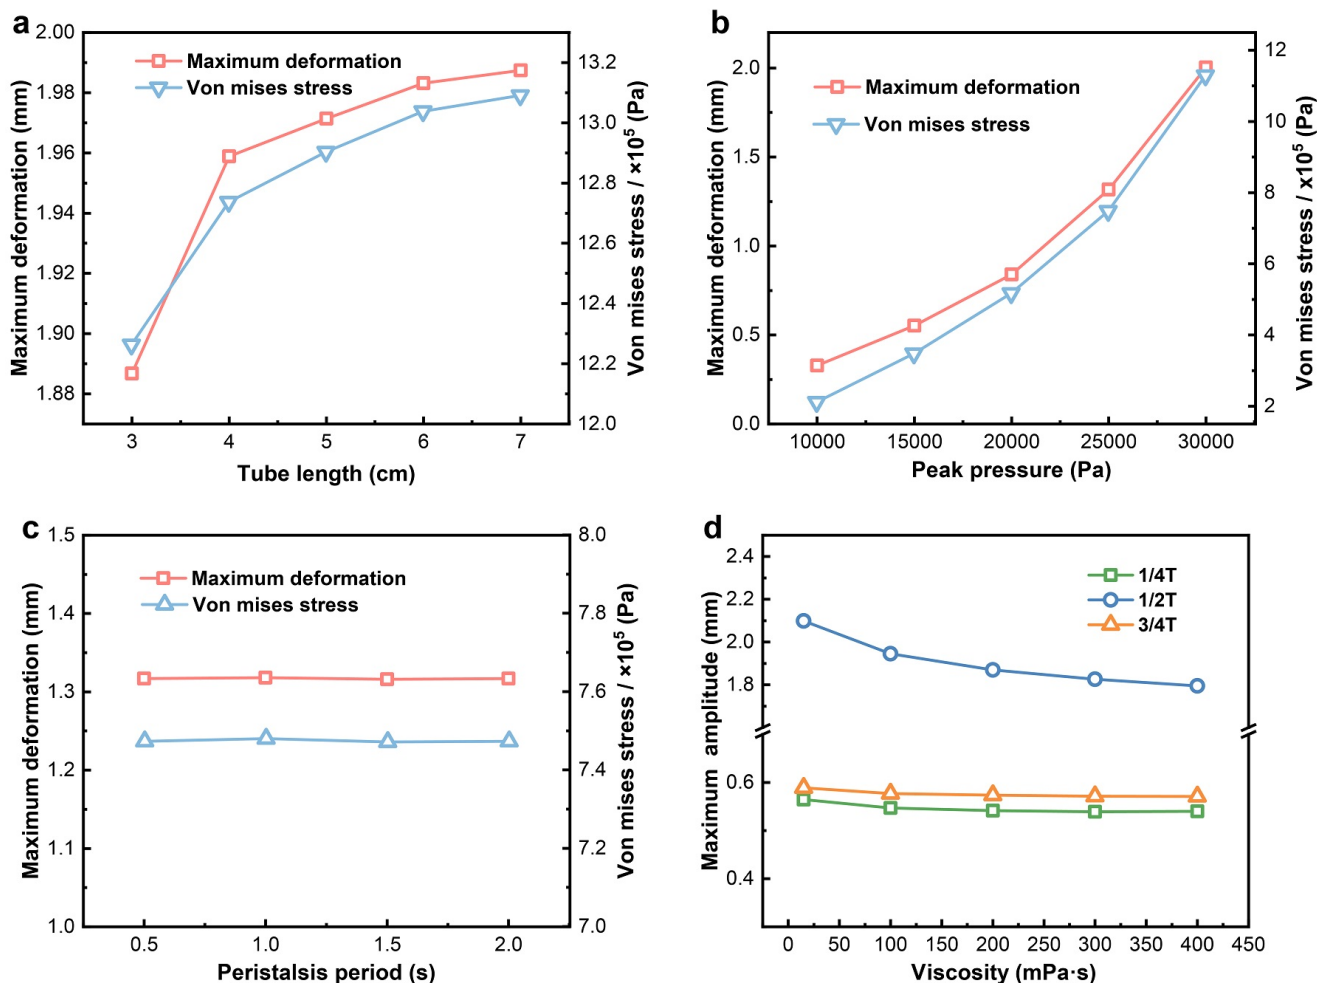 a
Maximum deformation
Von mises stress
Maximum deformation (mm)
2.00
1.98
1.96
1.94
1.92
1.90
1.88
13.2
13.0
12.8
12.6
12.4
12.2
12.0
Von mises stress / ×10⁵ (Pa)
3 4 5 6 7
Tube length (cm)
b
Maximum deformation
Von mises stress
Maximum deformation (mm)
2.0
1.5
1.0
0.5
0.0
12
10
8
6
4
2
Von mises stress / x10⁵ (Pa)
10000 15000 20000 25000 30000
Peak pressure (Pa)
c
Maximum deformation
Von mises stress
Maximum deformation (mm)
1.5
1.4
1.3
1.2
1.1
1.0
8.0
7.8
7.6
7.4
7.2
7.0
Von mises stress / ×10⁵ (Pa)
0.5 1.0 1.5 2.0
Peristalsis period (s)
d
1/4T
1/2T
3/4T
Maximum amplitude (mm)
2.4
2.2
2.0
1.8
0.6
0.4
0 50 100 150 200 250 300 350 400 450
Viscosity (mPa·s)